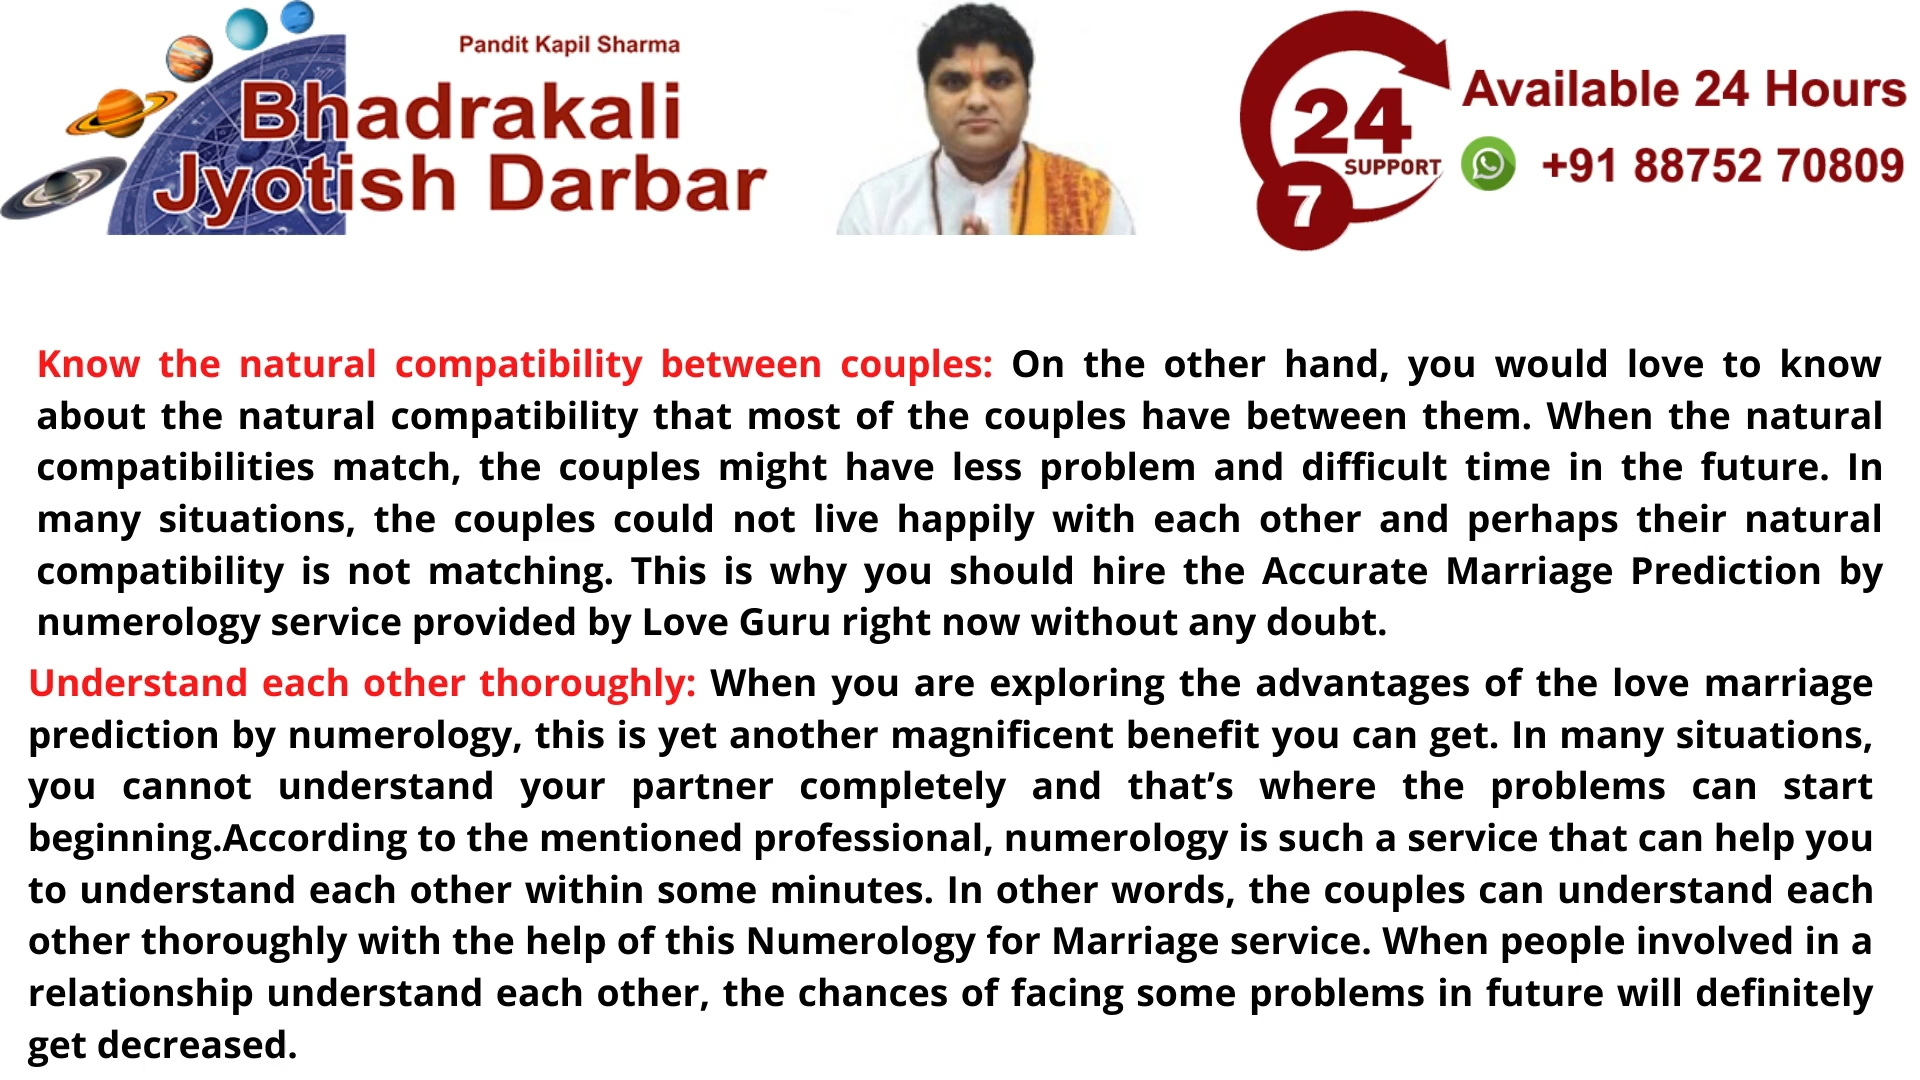 Pandit Kapil Sharma
Bhadrakali
Jyotish Darbar
24
SUPPORT
7
Available 24 Hours
+91 88752 70809
Know the natural compatibility between couples: On the other hand, you would love to know
about the natural compatibility that most of the couples have between them. When the natural
compatibilities match, the couples might have less problem and difficult time in the future. In
many situations, the couples could not live happily with each other and perhaps their natural
compatibility is not matching. This is why you should hire the Accurate Marriage Prediction by
numerology service provided by Love Guru right now without any doubt.
Understand each other thoroughly: When you are exploring the advantages of the love marriage
prediction by numerology, this is yet another magnificent benefit you can get. In many situations,
you cannot understand your partner completely and that’s where the problems can start
beginning.According to the mentioned professional, numerology is such a service that can help you
to understand each other within some minutes. In other words, the couples can understand each
other thoroughly with the help of this Numerology for Marriage service. When people involved in a
relationship understand each other, the chances of facing some problems in future will definitely
get decreased.